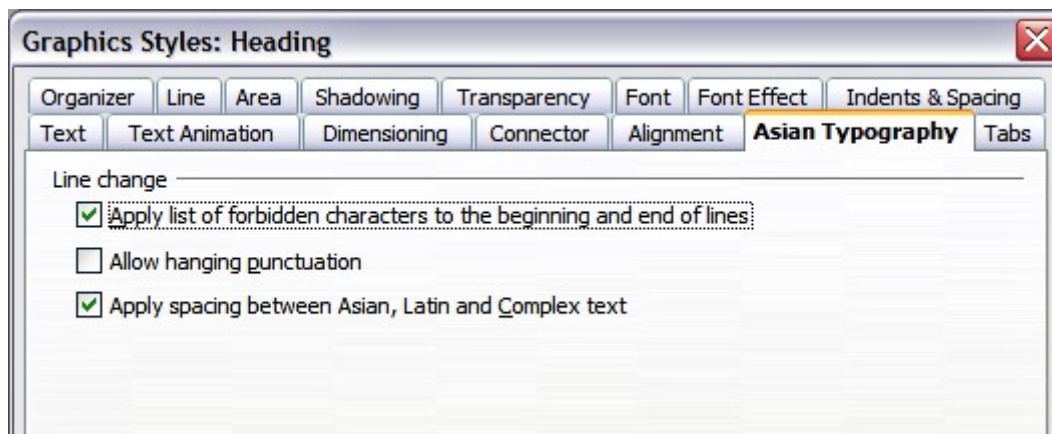 Graphics Styles: Heading
Organizer Line Area Shadowing Transparency Font Font Effect Indents & Spacing
Text Text Animation Dimensioning Connector Alignment Asian Typography Tabs
Line change
Apply list of forbidden characters to the beginning and end of lines
Allow hanging punctuation
Apply spacing between Asian, Latin and Complex text